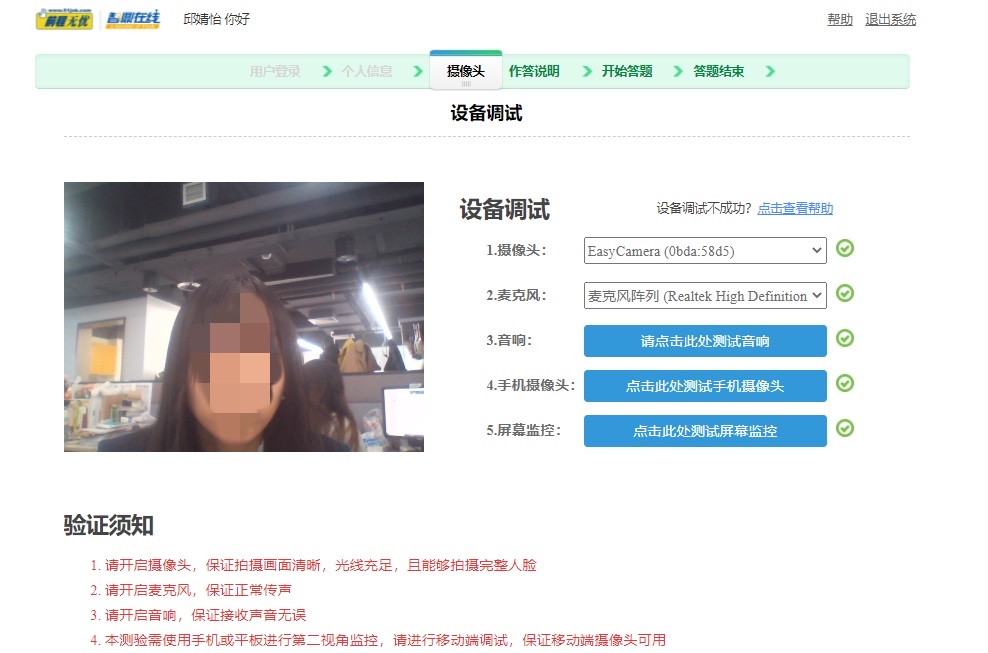 www.51job.com
前程无忧 智鼎在线 邱婧怡 你好 帮助 退出系统
用户登录 个人信息 摄像头 作答说明 开始答题 答题结束
设备调试
设备调试 设备调试不成功？ 点击查看帮助
1.摄像头： EasyCamera (0bda:58d5)
2.麦克风： 麦克风阵列 (Realtek High Definition
3.音响： 请点击此处测试音响
4.手机摄像头： 点击此处测试手机摄像头
5.屏幕监控： 点击此处测试屏幕监控
验证须知
1. 请开启摄像头，保证拍摄画面清晰，光线充足，且能够拍摄完整人脸
2. 请开启麦克风，保证正常传声
3. 请开启音响，保证接收声音无误
4. 本测验需使用手机或平板进行第二视角监控，请进行移动端调试，保证移动端摄像头可用